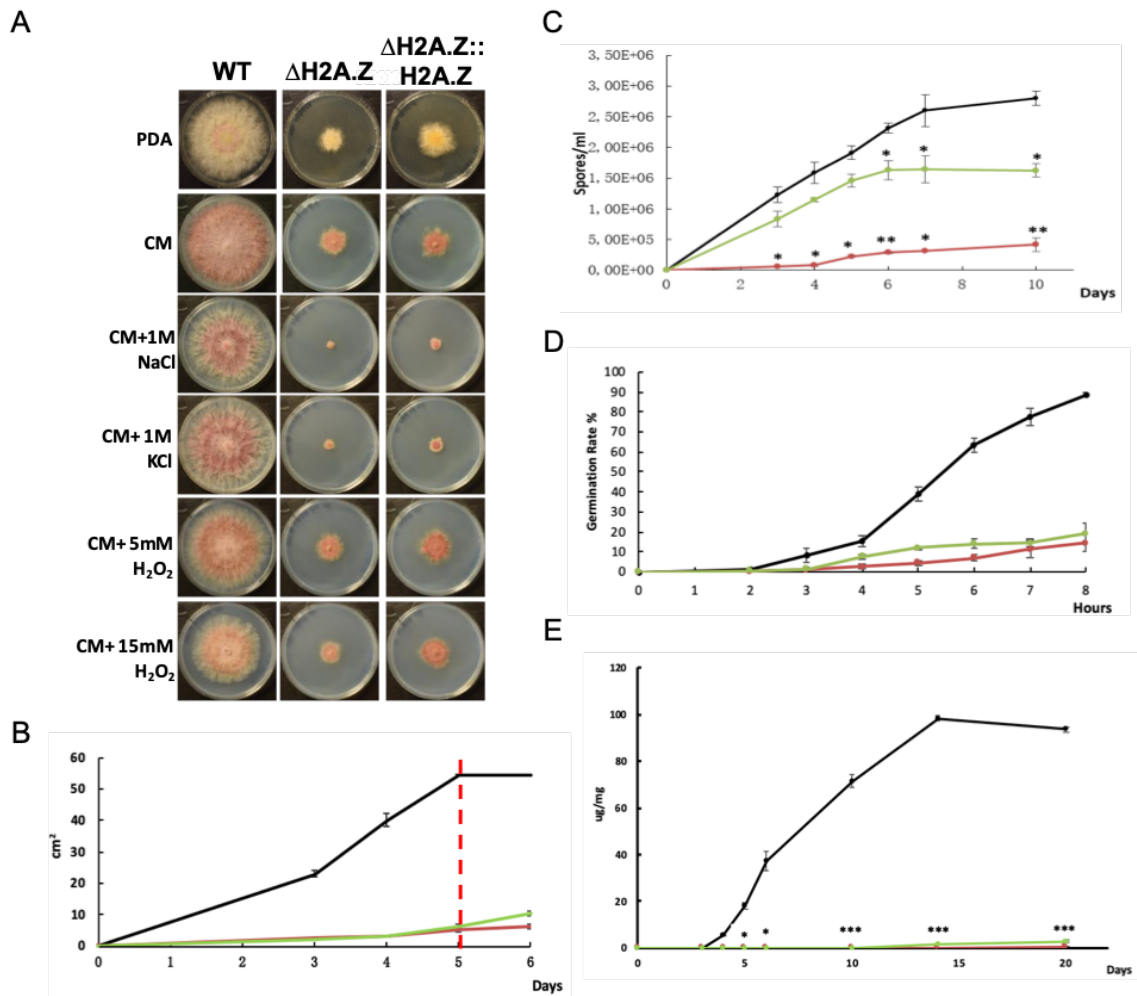 A
WT
ΔH2A.Z
ΔH2A.Z::
H2A.Z
PDA
CM
CM+1M
NaCl
CM+ 1M
KCl
CM+ 5mM
H₂O₂
CM+ 15mM
H₂O₂
B
60
50
40
30
20
10
0
cm²
0 1 2 3 4 5 6
Days
C
3,50E+06
3,00E+06
2,50E+06
2,00E+06
1,50E+06
1,00E+06
5,00E+05
0,00E+00
Spores/ml
* * *
* * * ** * **
0 2 4 6 8 10
Days
D
100
90
80
70
60
50
40
30
20
10
0
Germination Rate %
0 1 2 3 4 5 6 7 8
Hours
E
120
100
80
60
40
20
0
ug/mg
* * *** *** ***
0 5 10 15 20
Days